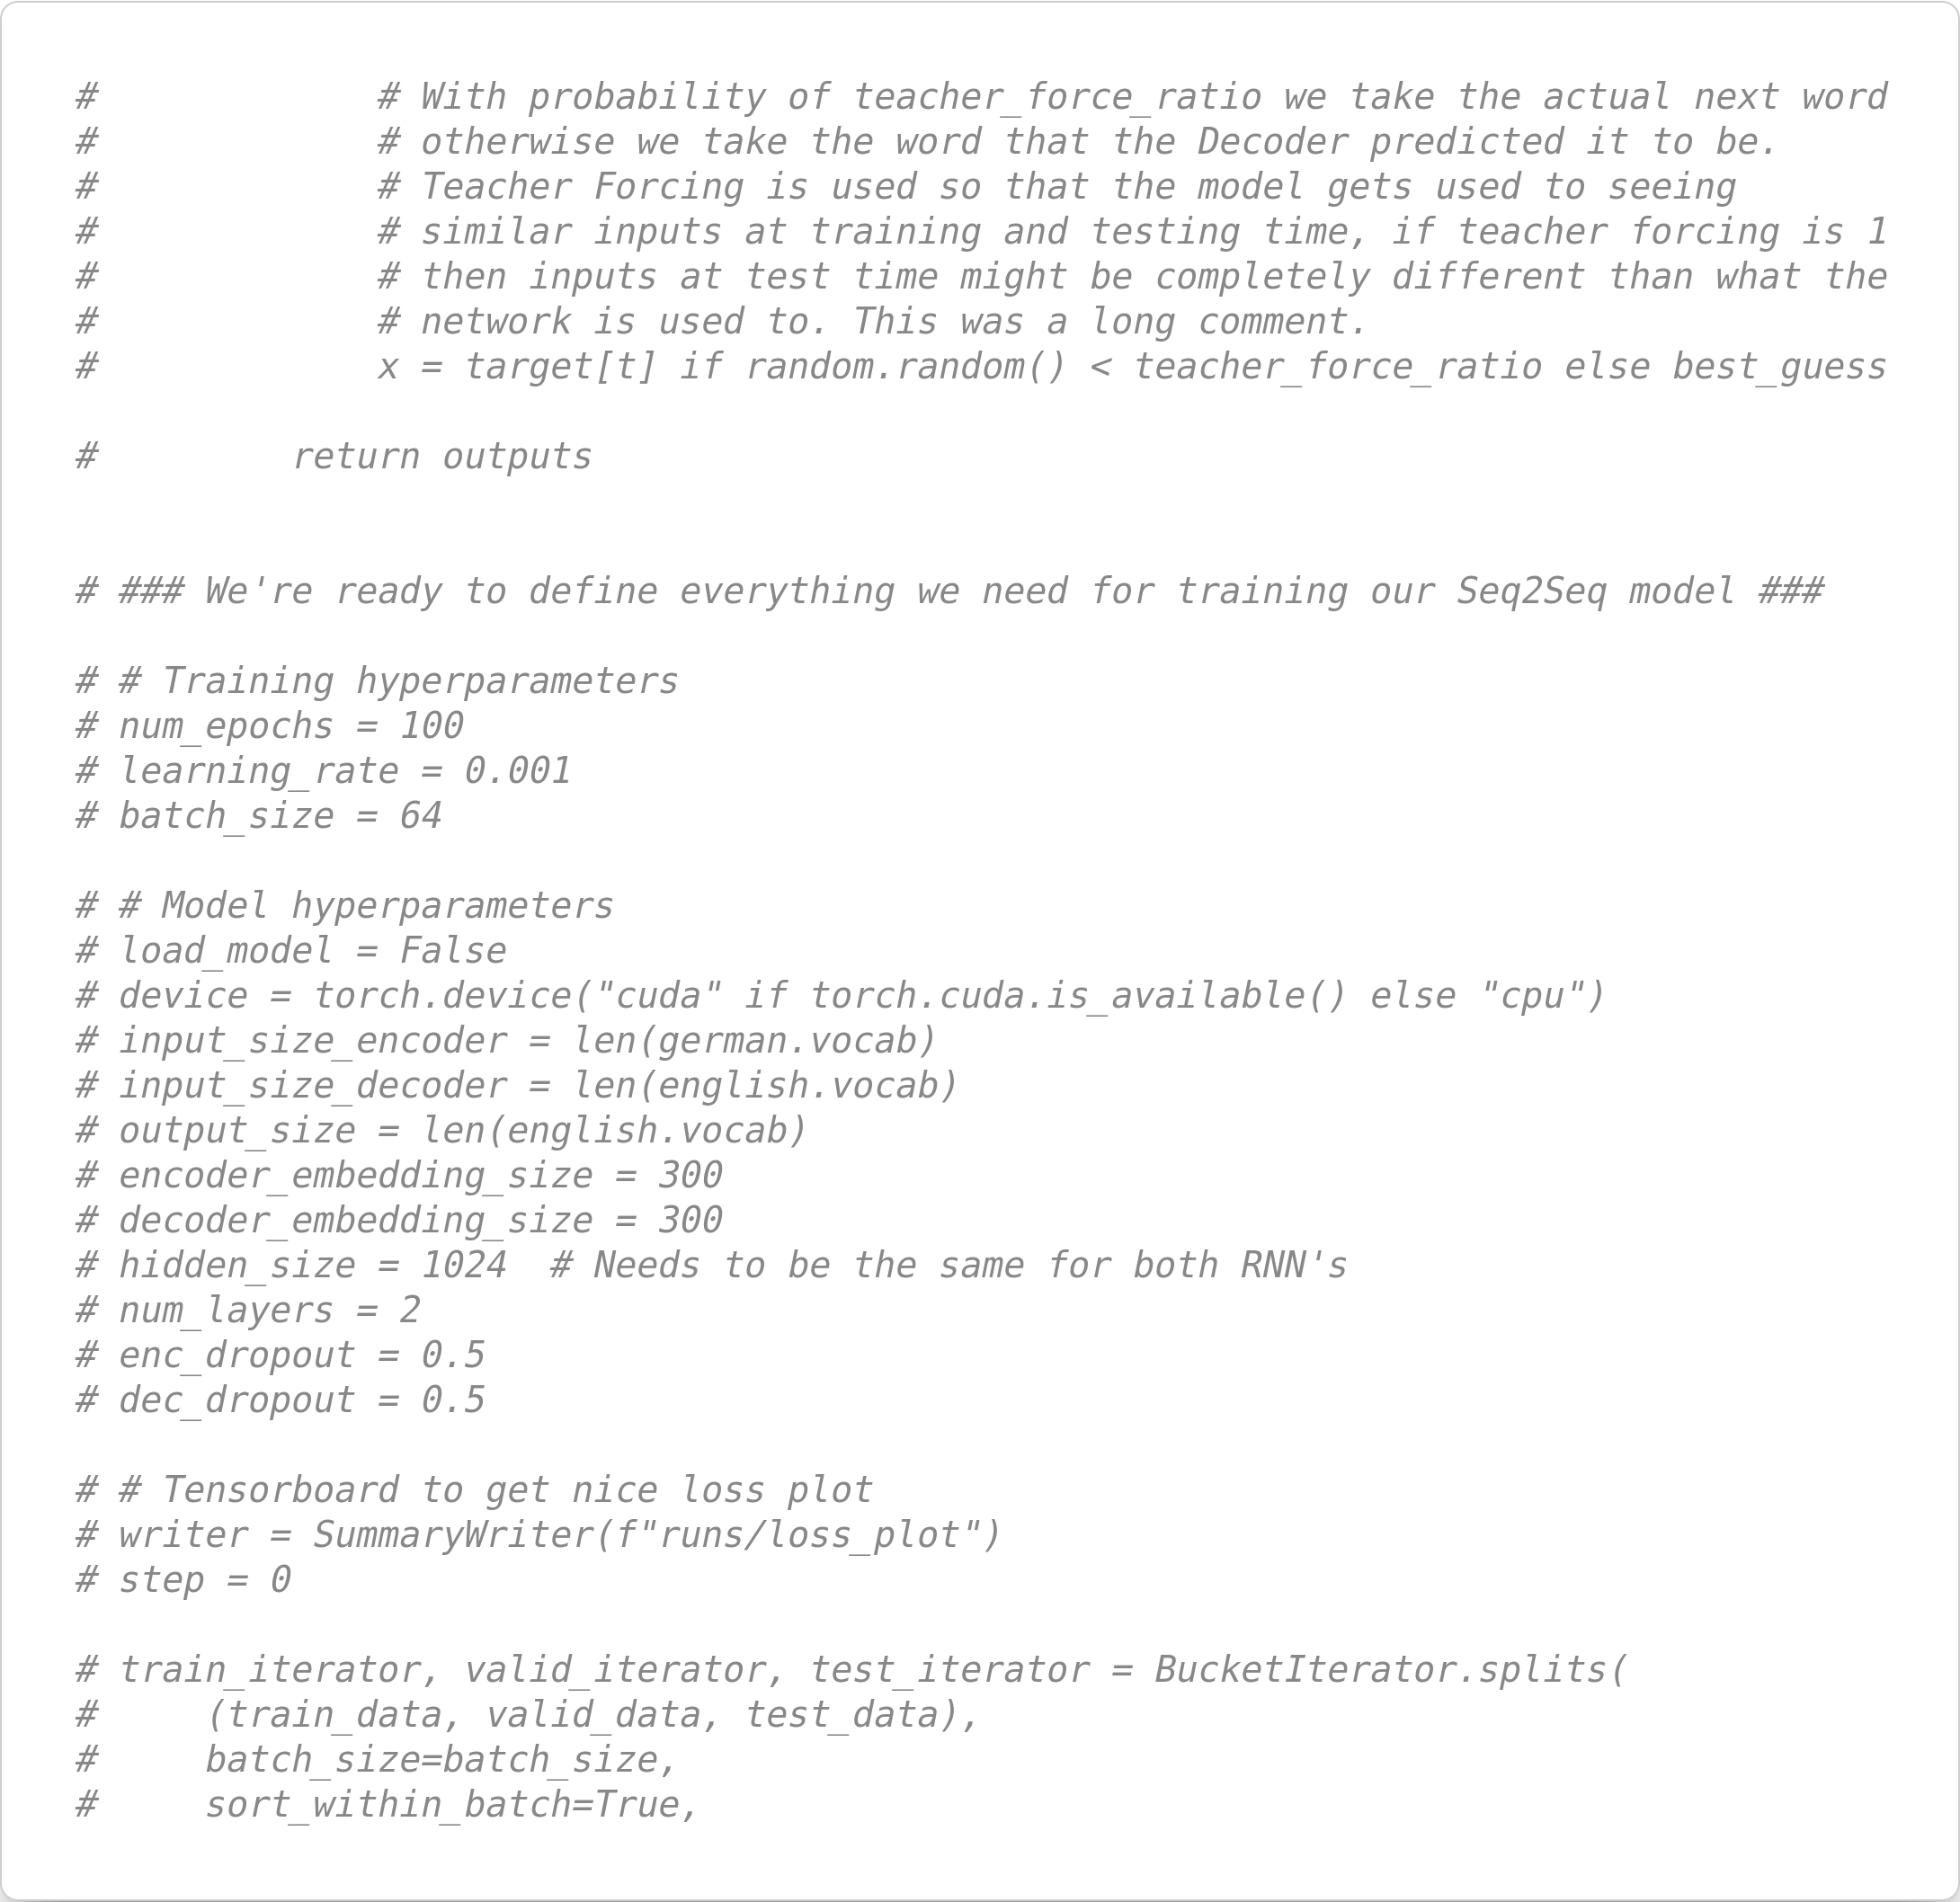 #             # With probability of teacher_force_ratio we take the actual next word
#             # otherwise we take the word that the Decoder predicted it to be.
#             # Teacher Forcing is used so that the model gets used to seeing
#             # similar inputs at training and testing time, if teacher forcing is 1
#             # then inputs at test time might be completely different than what the
#             # network is used to. This was a long comment.
#             x = target[t] if random.random() < teacher_force_ratio else best_guess

#         return outputs


# ### We're ready to define everything we need for training our Seq2Seq model ###

# # Training hyperparameters
# num_epochs = 100
# learning_rate = 0.001
# batch_size = 64

# # Model hyperparameters
# load_model = False
# device = torch.device("cuda" if torch.cuda.is_available() else "cpu")
# input_size_encoder = len(german.vocab)
# input_size_decoder = len(english.vocab)
# output_size = len(english.vocab)
# encoder_embedding_size = 300
# decoder_embedding_size = 300
# hidden_size = 1024  # Needs to be the same for both RNN's
# num_layers = 2
# enc_dropout = 0.5
# dec_dropout = 0.5

# # Tensorboard to get nice loss plot
# writer = SummaryWriter(f"runs/loss_plot")
# step = 0

# train_iterator, valid_iterator, test_iterator = BucketIterator.splits(
#     (train_data, valid_data, test_data),
#     batch_size=batch_size,
#     sort_within_batch=True,